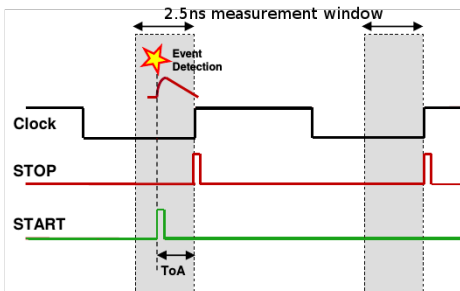 2.5ns measurement window
Event
Detection
Clock
STOP
START
ToA